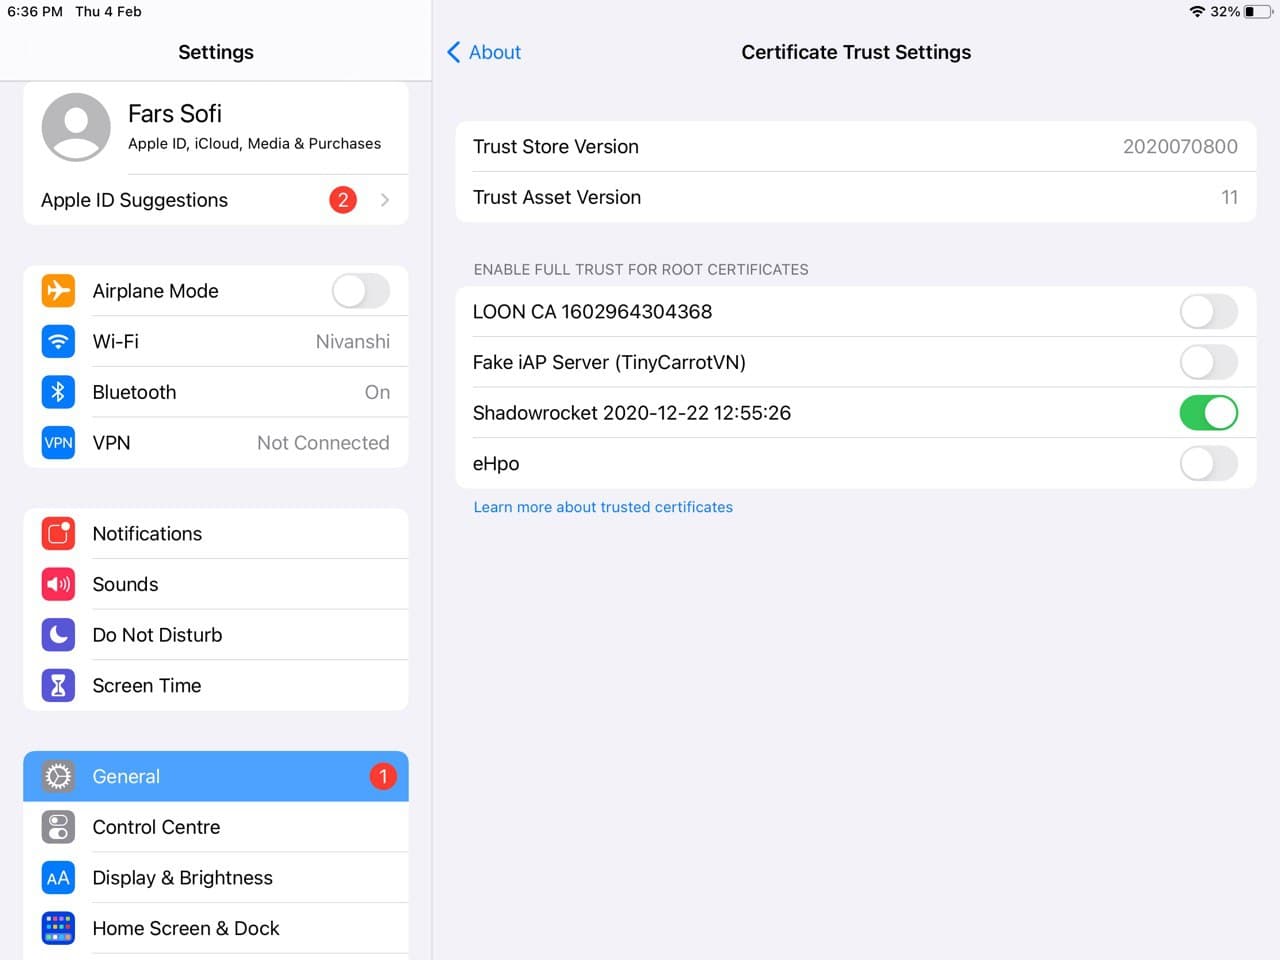 6:36 PM Thu 4 Feb
32%
Settings
Fars Sofi
Apple ID, iCloud, Media & Purchases
Apple ID Suggestions 2
Airplane Mode
Wi-Fi Nivanshi
Bluetooth On
VPN VPN Not Connected
Notifications
Sounds
Do Not Disturb
Screen Time
General 1
Control Centre
AA Display & Brightness
Home Screen & Dock
About
Certificate Trust Settings
Trust Store Version 2020070800
Trust Asset Version 11
ENABLE FULL TRUST FOR ROOT CERTIFICATES
LOON CA 1602964304368
Fake iAP Server (TinyCarrotVN)
Shadowrocket 2020-12-22 12:55:26
eHpo
Learn more about trusted certificates